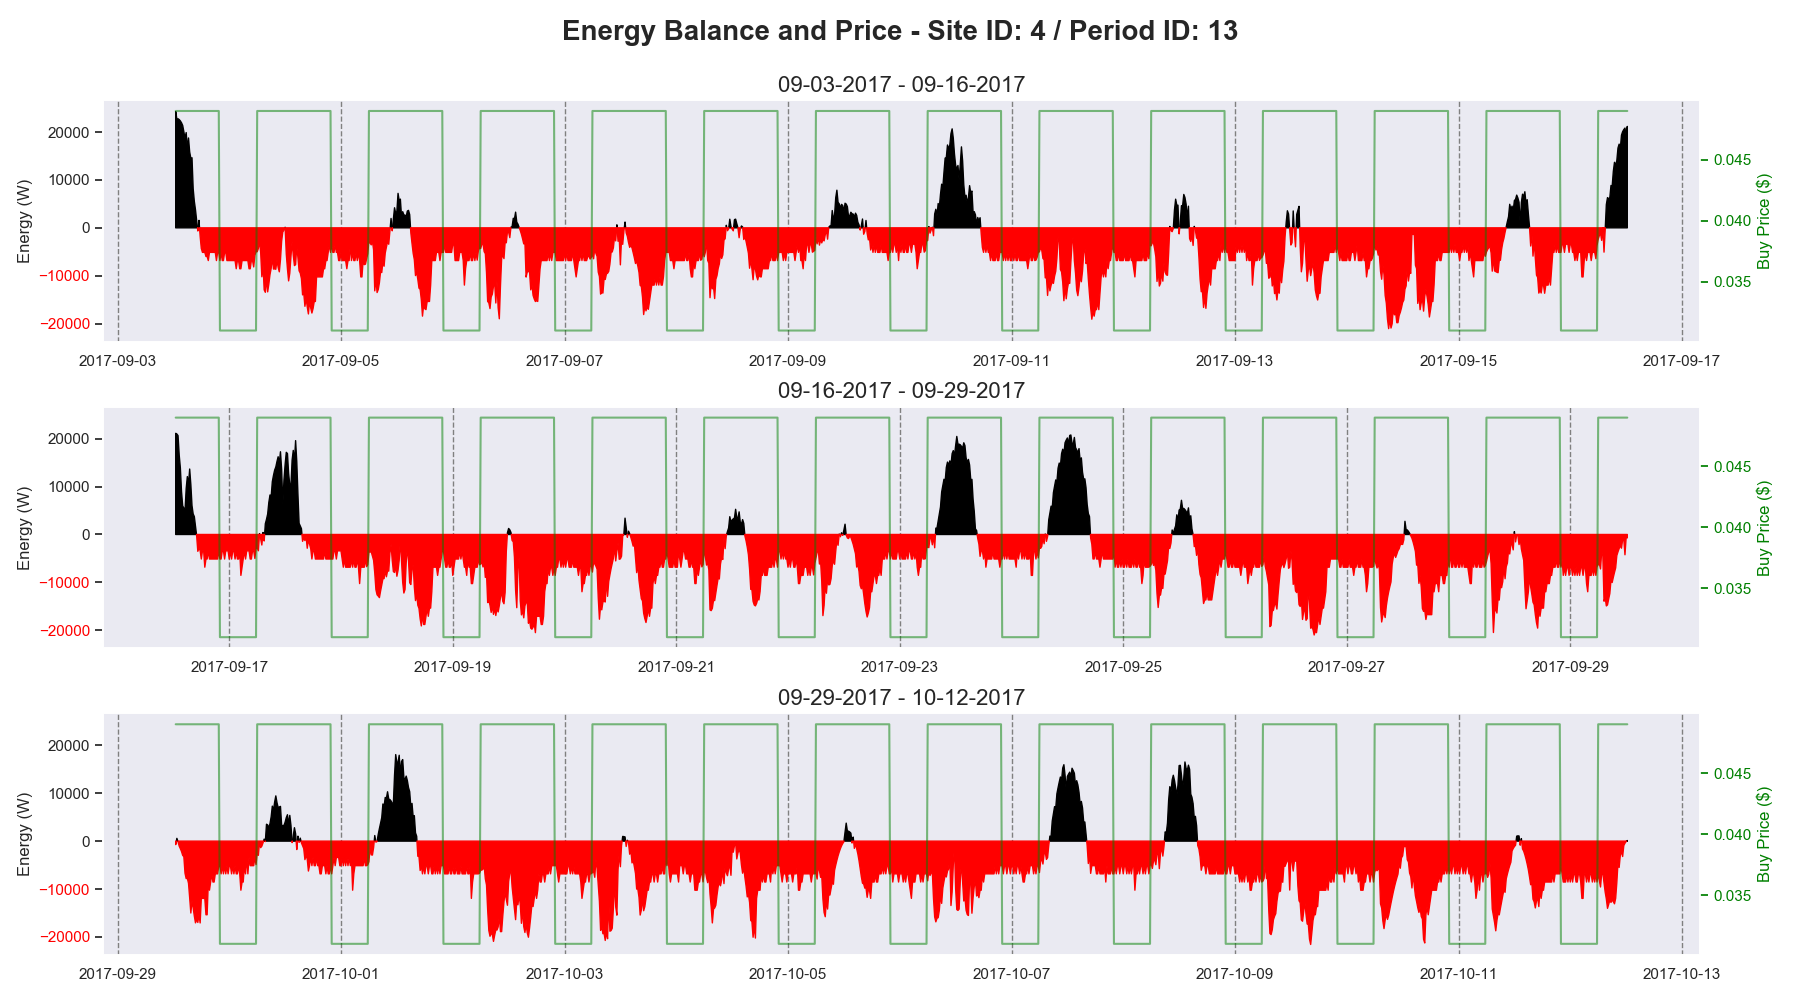 Energy Balance and Price - Site ID: 4 / Period ID: 13
09-03-2017 - 09-16-2017
Energy (W)
20000
10000
0
−10000
−20000
0.045
0.040
0.035
Buy Price ($)
2017-09-03 2017-09-05 2017-09-07 2017-09-09 2017-09-11 2017-09-13 2017-09-15 2017-09-17
09-16-2017 - 09-29-2017
Energy (W)
20000
10000
0
−10000
−20000
0.045
0.040
0.035
Buy Price ($)
2017-09-17 2017-09-19 2017-09-21 2017-09-23 2017-09-25 2017-09-27 2017-09-29
09-29-2017 - 10-12-2017
Energy (W)
20000
10000
0
−10000
−20000
0.045
0.040
0.035
Buy Price ($)
2017-09-29 2017-10-01 2017-10-03 2017-10-05 2017-10-07 2017-10-09 2017-10-11 2017-10-13